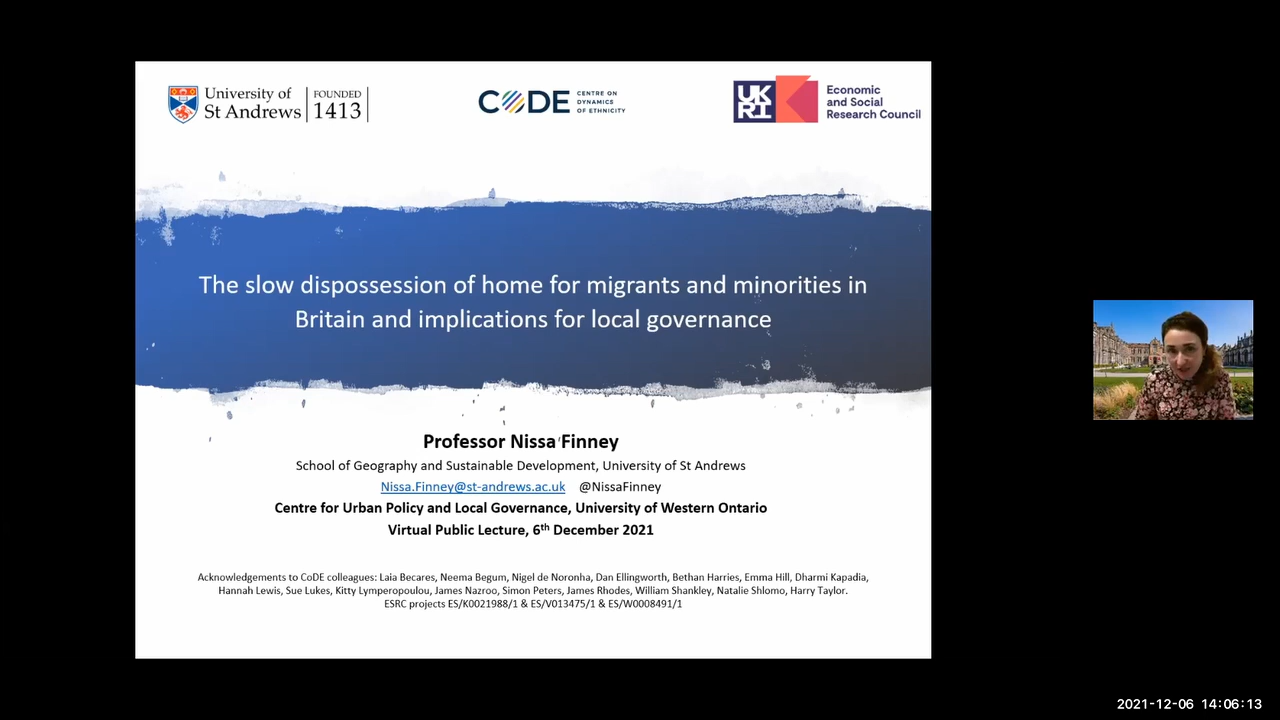 University of
St Andrews
FOUNDED
1413
CODE
CENTRE ON
DYNAMICS
OF ETHNICITY
UK
RI
Economic
and Social
Research Council
The slow dispossession of home for migrants and minorities in
Britain and implications for local governance
Professor Nissa Finney
School of Geography and Sustainable Development, University of St Andrews
Nissa.Finney@st-andrews.ac.uk @NissaFinney
Centre for Urban Policy and Local Governance, University of Western Ontario
Virtual Public Lecture, 6th December 2021
Acknowledgements to CoDE colleagues: Laia Becares, Neema Begum, Nigel de Noronha, Dan Ellingworth, Bethan Harries, Emma Hill, Dharmi Kapadia,
Hannah Lewis, Sue Lukes, Kitty Lymperopoulou, James Nazroo, Simon Peters, James Rhodes, William Shankley, Natalie Shlomo, Harry Taylor.
ESRC projects ES/K0021988/1 & ES/V013475/1 & ES/W0008491/1
2021-12-06 14:06:13